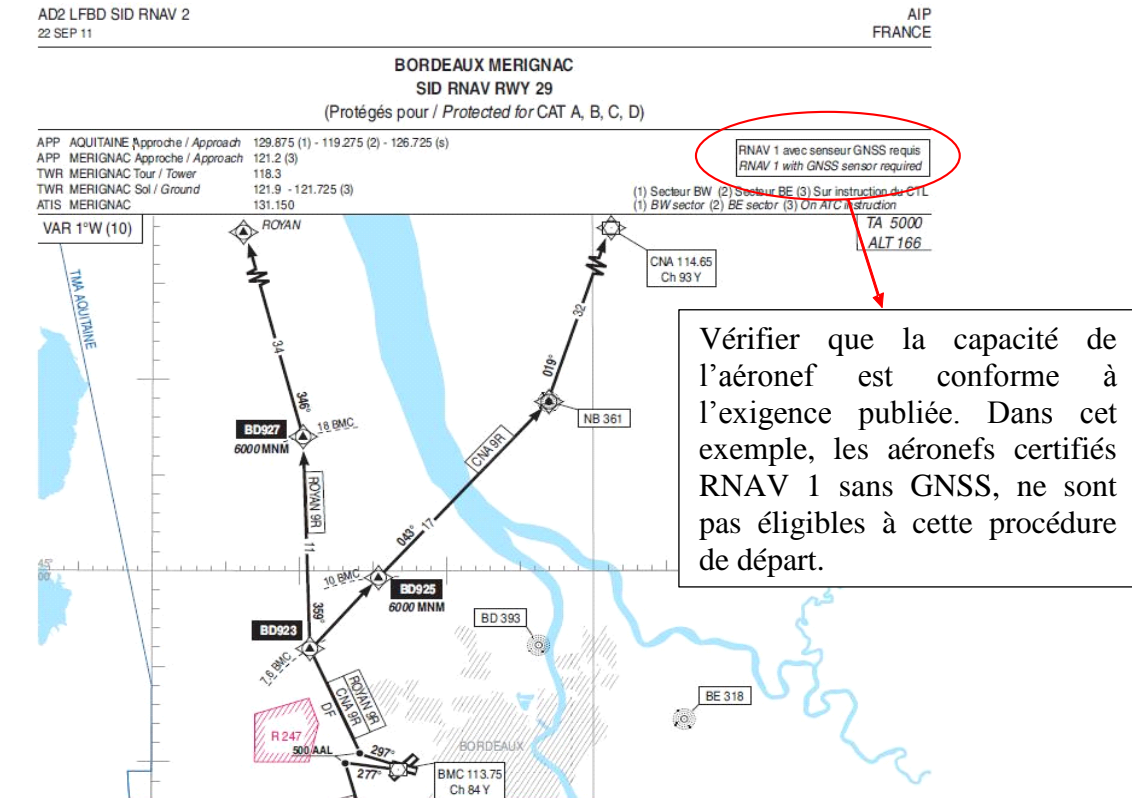 AD2 LFBD SID RNAV 2
22 SEP 11
AIP
FRANCE
BORDEAUX MERIGNAC
SID RNAV RWY 29
(Protégés pour / Protected for CAT A, B, C, D)
APP AQUITAINE Approche / Approach 129.875 (1) - 119.275 (2) - 126.725 (s)
APP MERIGNAC Approche / Approach 121.2 (3)
TWR MERIGNAC Tour / Tower 118.3
TWR MERIGNAC Sol / Ground 121.9 - 121.725 (3)
ATIS MERIGNAC 131.150
RNAV 1 avec senseur GNSS requis
RNAV 1 with GNSS sensor required
(1) Secteur BW (2) Secteur BE (3) Sur instruction du CTL
(1) BW sector (2) BE sector (3) On ATC instruction
VAR 1°W (10)
TA 5000
ALT 166
ROYAN
CNA 114.65
Ch 93 Y
TMA AQUITAINE
34
32
346°
019°
BD927
6000 MNM
18 BMC
NB 361
CNA 9R
ROYAN 9R
043°
17
11
Vérifier que la capacité de
l'aéronef est conforme à
l'exigence publiée. Dans cet
exemple, les aéronefs certifiés
RNAV 1 sans GNSS, ne sont
pas éligibles à cette procédure
de départ.
45°
00'
10 BMC
BD925
6000 MNM
359°
BD923
BD 393
7.6 BMC
ROYAN 9R
CNA 9R
DF
BE 318
R 247
500 AAL
297°
277°
BORDEAUX
BMC 113.75
Ch 84 Y